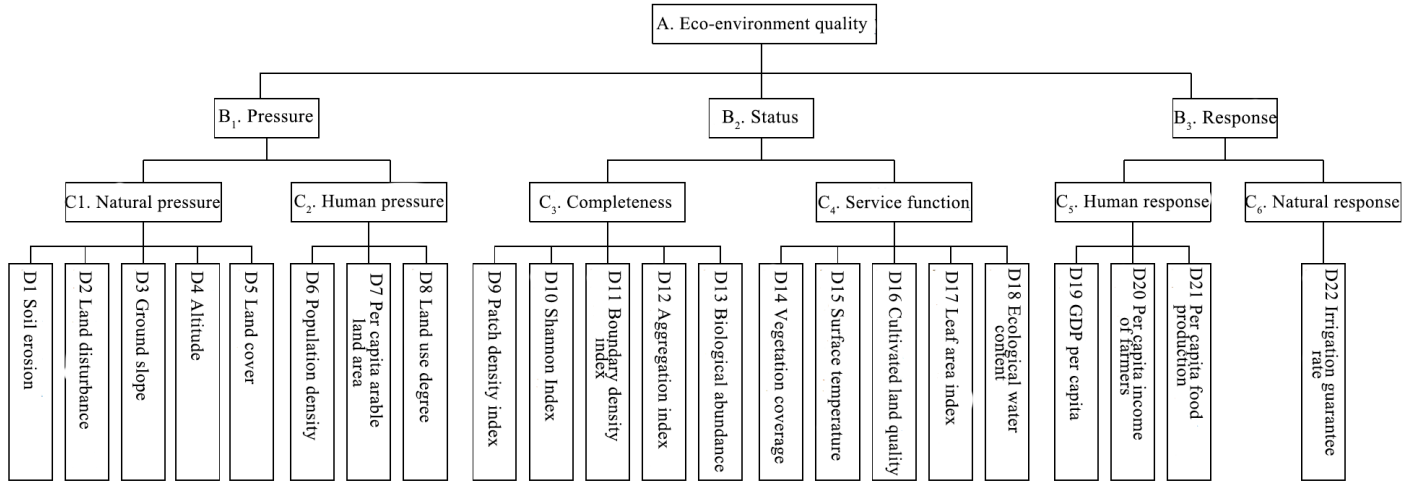 A. Eco-environment quality
B₁. Pressure
B₂. Status
B₃. Response
C1. Natural pressure
C₂. Human pressure
C₃. Completeness
C₄. Service function
C₅. Human response
C₆. Natural response
D1 Soil erosion
D2 Land disturbance
D3 Ground slope
D4 Altitude
D5 Land cover
D6 Population density
D7 Per capita arable
land area
D8 Land use degree
D9 Patch density index
D10 Shannon Index
D11 Boundary density
index
D12 Aggregation index
D13 Biological abundance
D14 Vegetation coverage
D15 Surface temperature
D16 Cultivated land quality
D17 Leaf area index
D18 Ecological water
content
D19 GDP per capita
D20 Per capita income
of farmers
D21 Per capita food
production
D22 Irrigation guarantee
rate